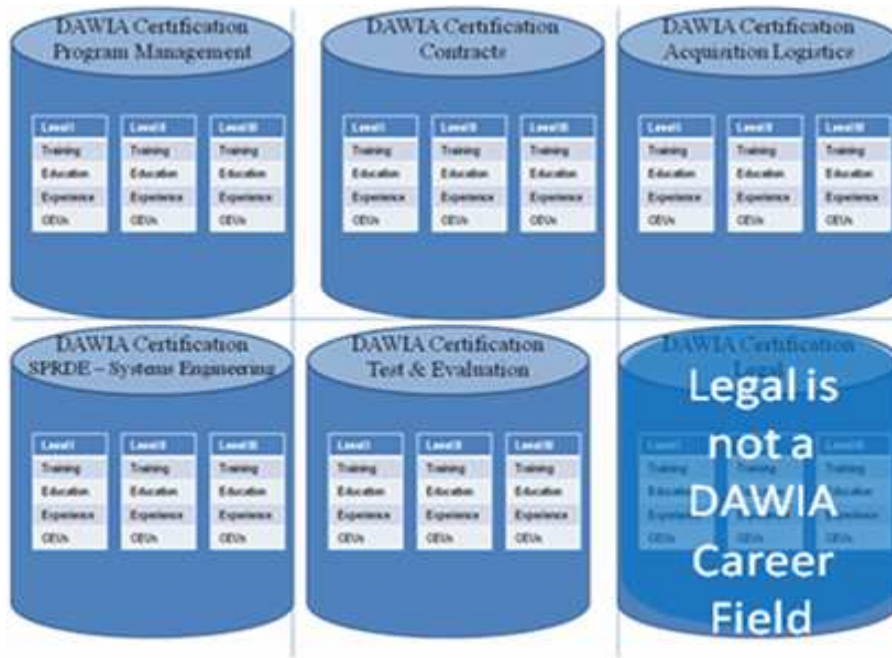 DAWIA Certification
Program Management
Level I Level II Level III
Training Training Training
Education Education Education
Experience Experience Experience
CEUs CEUs CEUs
DAWIA Certification
Contracts
Level I Level II Level III
Training Training Training
Education Education Education
Experience Experience Experience
CEUs CEUs CEUs
DAWIA Certification
Acquisition Logistics
Level I Level II Level III
Training Training Training
Education Education Education
Experience Experience Experience
CEUs CEUs CEUs
DAWIA Certification
SPRDE – Systems Engineering
Level I Level II Level III
Training Training Training
Education Education Education
Experience Experience Experience
CEUs CEUs CEUs
DAWIA Certification
Test & Evaluation
Level I Level II Level III
Training Training Training
Education Education Education
Experience Experience Experience
CEUs CEUs CEUs
DAWIA Certification
Legal
Legal is
not a
DAWIA
Career
Field